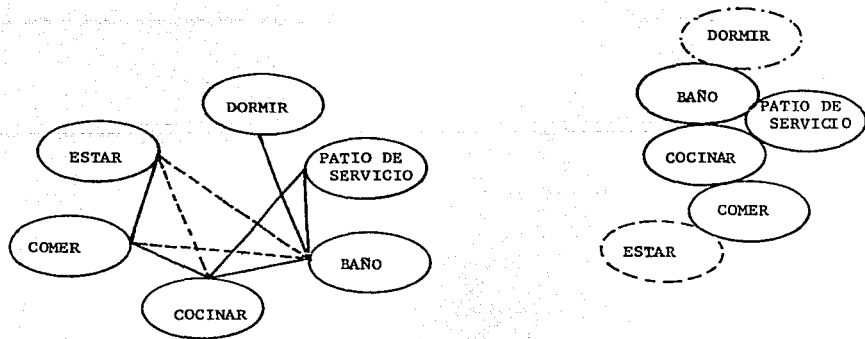 DORMIR
ESTAR
PATIO DE
SERVICIO
COMER
BAÑO
COCINAR
DORMIR
BAÑO
PATIO DE
SERVICIO
COCINAR
COMER
ESTAR